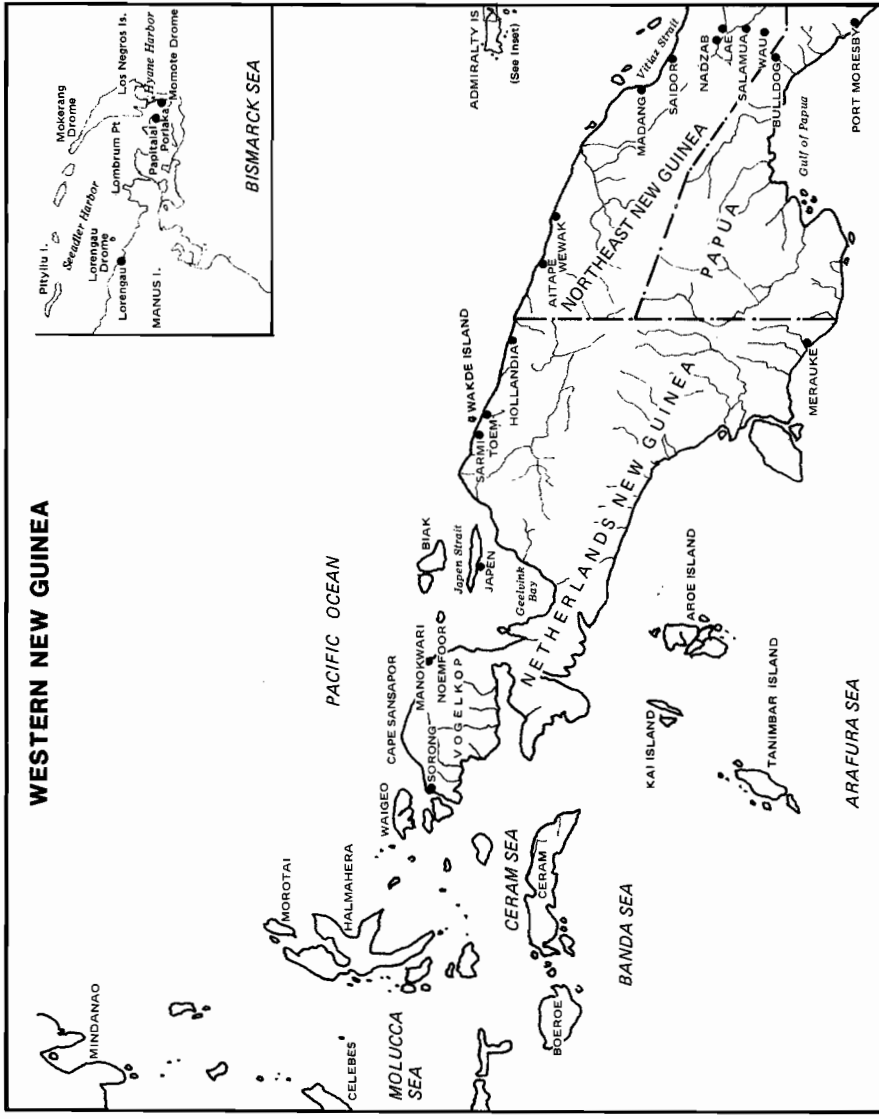 WESTERN NEW GUINEA
Pityilu I.
Mokerang
Drome
Seeadler Harbor
Lorengau
Drome
Lorengau
MANUS I.
Lombrum Pt
Los Negros Is.
Hyane Harbor
Papitalai
Porlaka
Momote Drome
BISMARCK SEA
ADMIRALTY IS
(See Inset)
MINDANAO
PACIFIC OCEAN
MOROTAI
HALMAHERA
CELEBES
MOLUCCA
SEA
WAIGEO
CAPE SANSAPOR
SORONG
MANOKWARI
NOEMFOOR
VOGELKOP
BIAK
Japen Strait
JAPEN
Geelvink
Bay
SARMI
TOEM
WAKDE ISLAND
HOLLANDIA
AITAPE
WEWAK
MADANG
Vitiaz Strait
SAIDOR
NADZAB
LAE
SALAMUA
WAU
BULLDOG
PORT MORESBY
Gulf of Papua
NORTHEAST NEW GUINEA
PAPUA
NETHERLANDS NEW GUINEA
MERAUKE
CERAM SEA
CERAM
BOEROE
BANDA SEA
KAI ISLAND
AROE ISLAND
TANIMBAR ISLAND
ARAFURA SEA